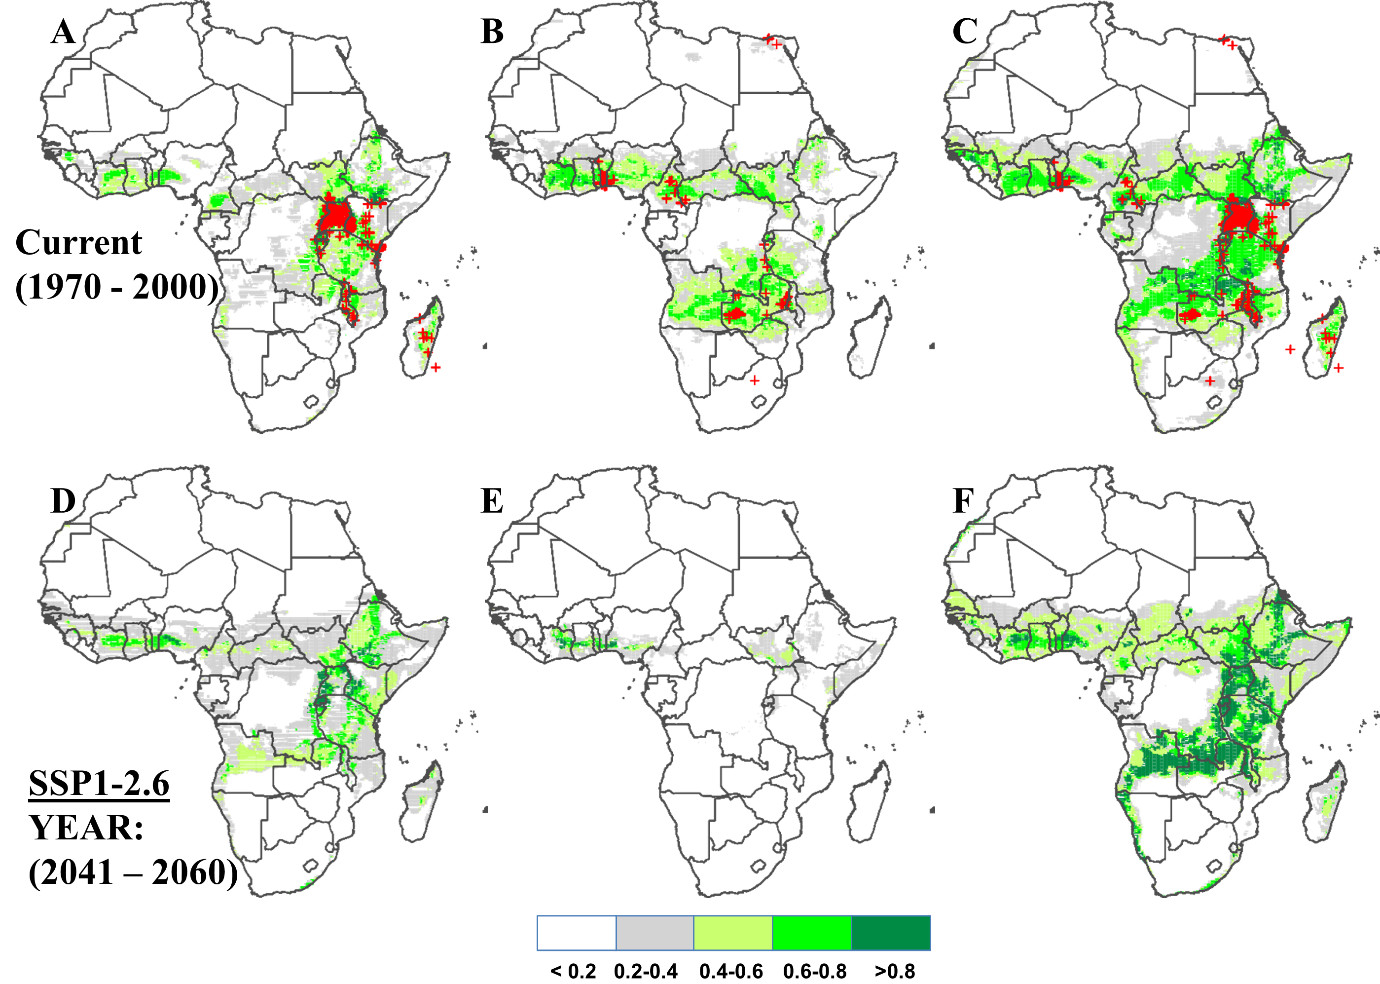 A
B
C
Current
(1970 - 2000)
D
E
F
SSP1-2.6
YEAR:
(2041 – 2060)
< 0.2 0.2-0.4 0.4-0.6 0.6-0.8 >0.8